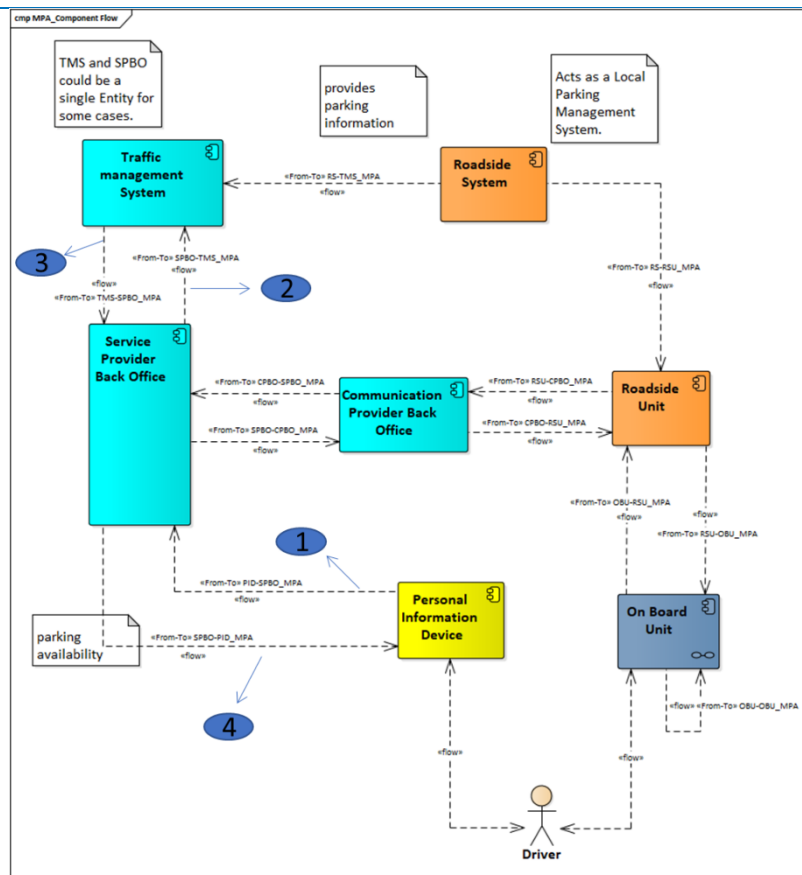 cmp MPA_Component Flow
TMS and SPBO
could be a
single Entity for
some cases.
provides
parking
information
Acts as a Local
Parking
Management
System.
Traffic
management
System
«From-To» RS-TMS_MPA
«flow»
Roadside
System
3
«From-To» SPBO-TMS_MPA
«flow»
2
«flow»
«From-To» TMS-SPBO_MPA
«From-To» RS-RSU_MPA
«flow»
Service
Provider
Back Office
«From-To» CPBO-SPBO_MPA
«flow»
Communication
Provider Back
Office
«From-To» RSU-CPBO_MPA
«flow»
Roadside
Unit
«From-To» SPBO-CPBO_MPA
«flow»
«From-To» CPBO-RSU_MPA
«flow»
«From-To» OBU-RSU_MPA
«flow»
«flow»
«From-To» RSU-OBU_MPA
1
«From-To» PID-SPBO_MPA
«flow»
Personal
Information
Device
On Board
Unit
parking
availability
«From-To» SPBO-PID_MPA
«flow»
4
«flow» «From-To» OBU-OBU_MPA
«flow»
«flow»
Driver